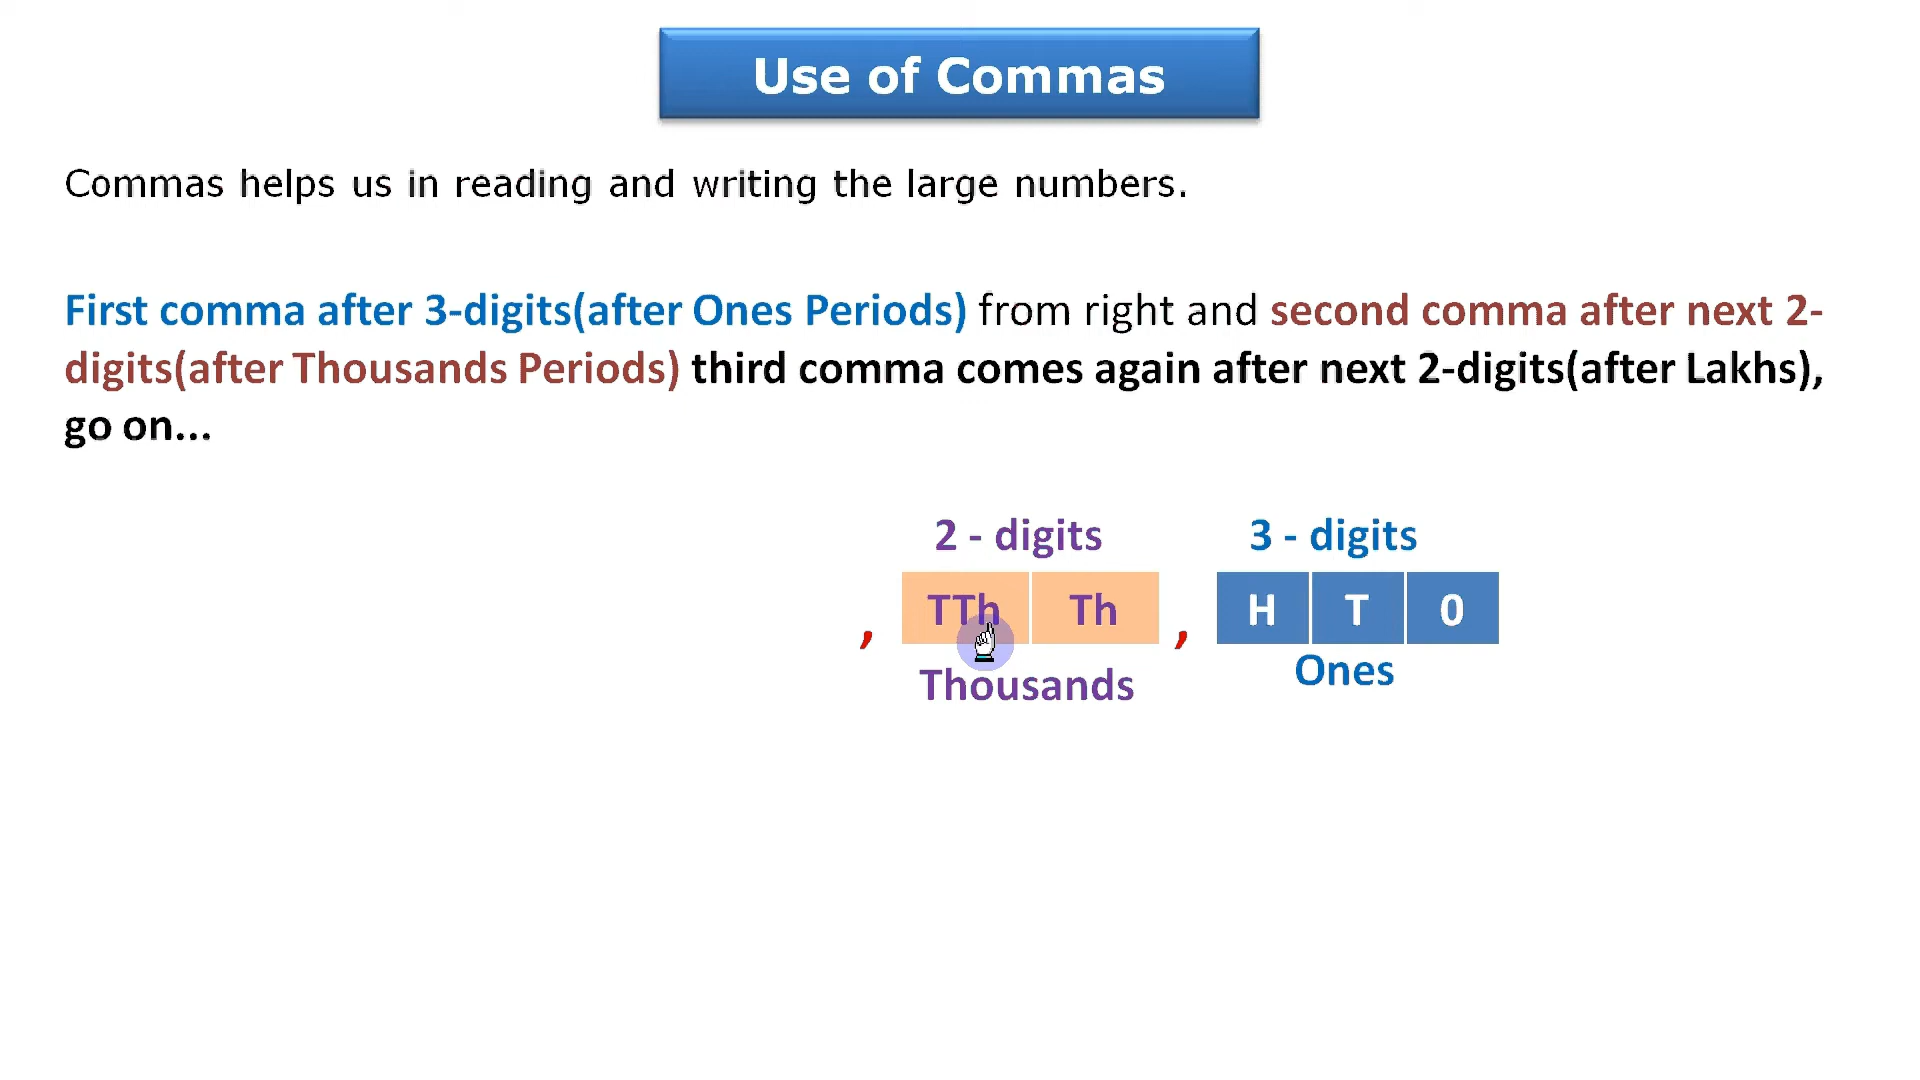 Use of Commas
Commas helps us in reading and writing the large numbers.
First comma after 3-digits(after Ones Periods) from right and second comma after next 2-
digits(after Thousands Periods) third comma comes again after next 2-digits(after Lakhs),
go on...
2 - digits 3 - digits
, TTh Th , H T O
Thousands Ones